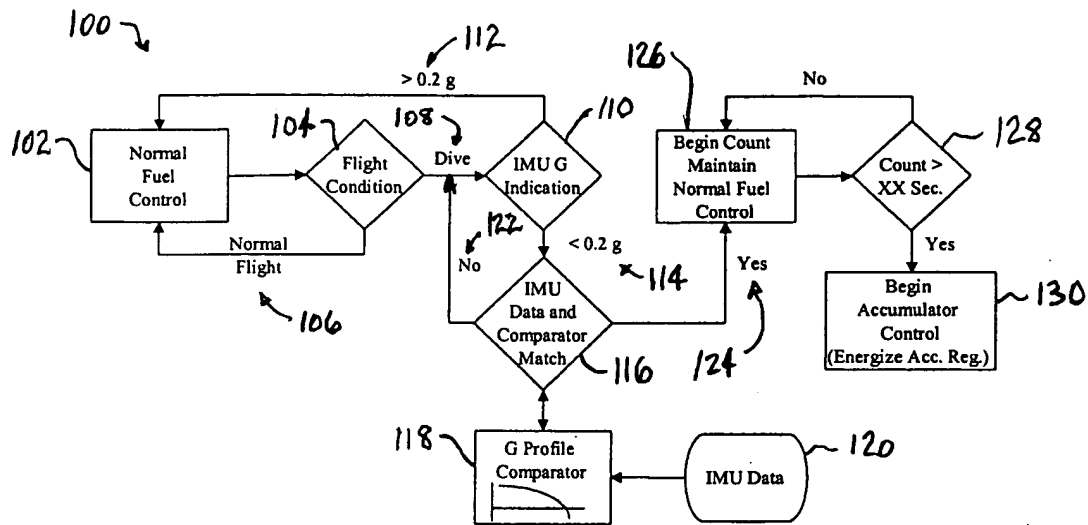 100
112
> 0.2 g
126
No
102
Normal
Fuel
Control
104
Flight
Condition
108
Dive
110
IMU G
Indication
Begin Count
Maintain
Normal Fuel
Control
128
Count >
XX Sec.
Normal
Flight
106
122
No
< 0.2 g
114
Yes
124
Yes
IMU
Data and
Comparator
Match
116
Begin
Accumulator
Control
(Energize Acc. Reg.)
130
118
G Profile
Comparator
120
IMU Data